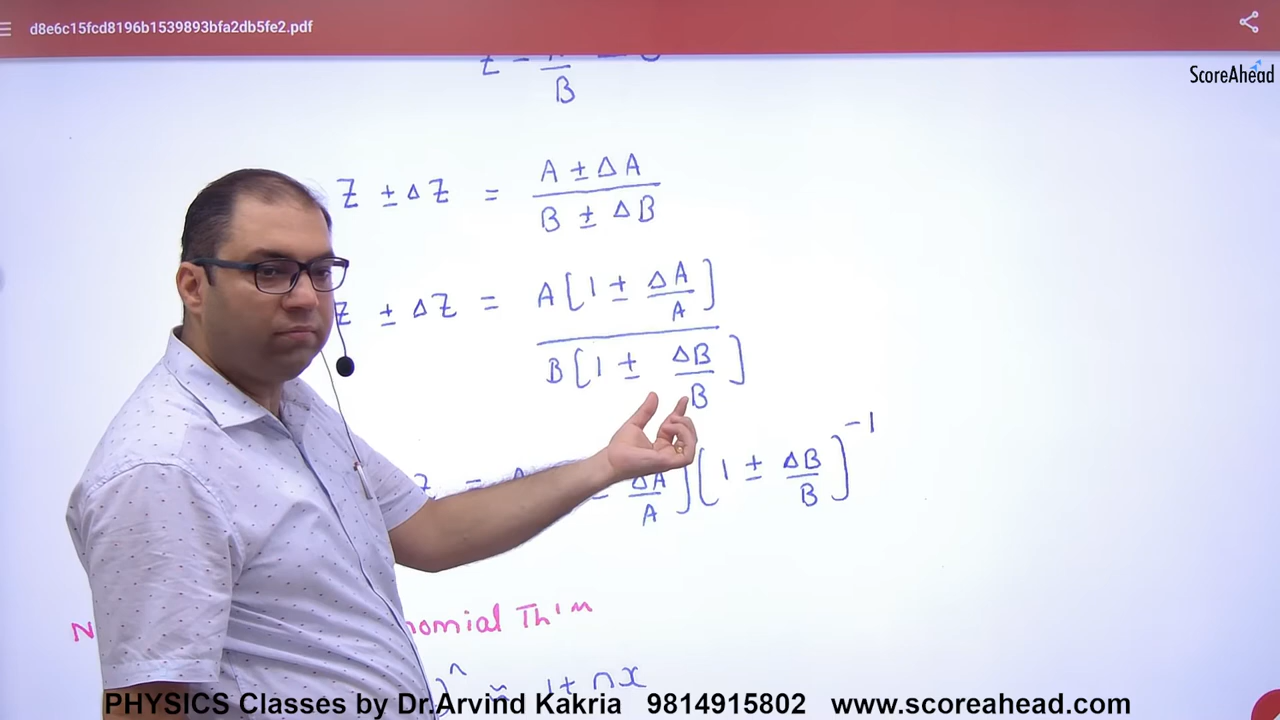 d8e6c15fcd8196b1539893bfa2db5fe2.pdf
ScoreAhead
B
Z ± ΔZ = A ± ΔA
B ± ΔB
Z ± ΔZ = A [1 ± ΔA
A]
B [1 ± ΔB
B]
Z = ΔA
A] [1 ± ΔB
B]⁻¹
nomial Th'm
)ⁿ ≈ 1 ± nx
PHYSICS Classes by Dr.Arvind Kakria 9814915802 www.scoreahead.com